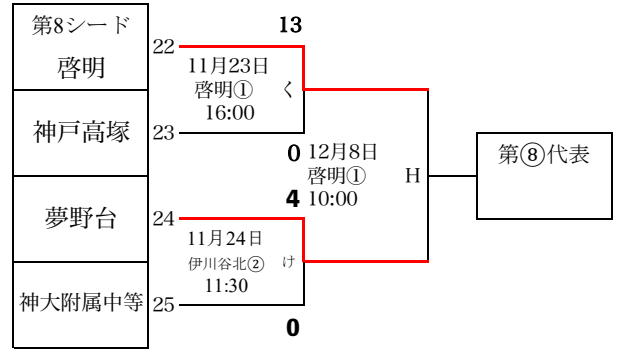 第8シード
啓明
22
13
11月23日
啓明①
く
16:00
神戸高塚
23
0
12月8日
啓明①
H
10:00
第⑧代表
夢野台
24
4
11月24日
伊川谷北②
け
11:30
神大附属中等
25
0